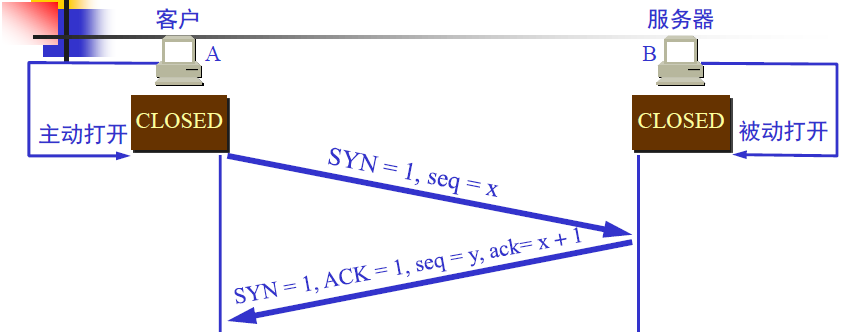 客户
服务器
A
B
主动打开
CLOSED
CLOSED
被动打开
SYN = 1, seq = x
SYN = 1, ACK = 1, seq = y, ack= x + 1